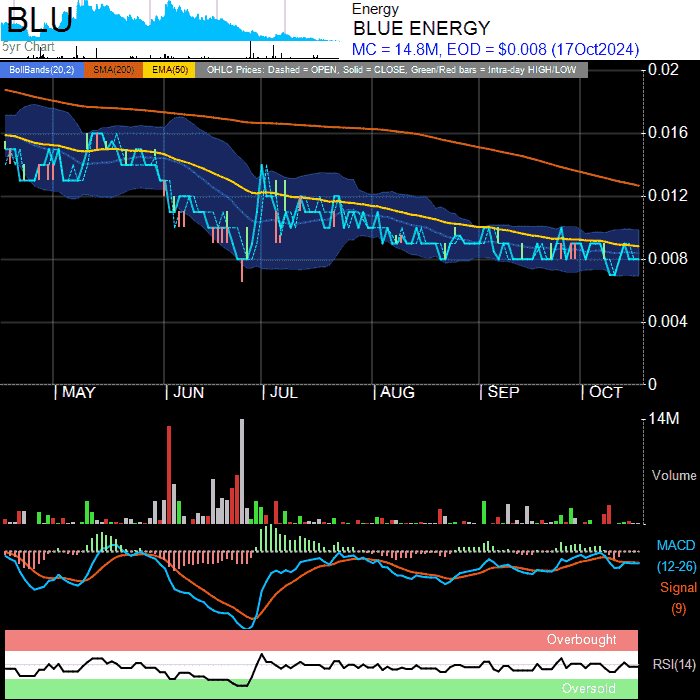 BLU
5yr Chart
Energy
BLUE ENERGY
MC = 14.8M, EOD = $0.008 (17Oct2024)
BollBands(20,2) SMA(200) EMA(50) OHLC Prices: Dashed = OPEN, Solid = CLOSE, Green/Red bars = Intra-day HIGH/LOW
0.02
0.016
0.012
0.008
0.004
0
MAY JUN JUL AUG SEP OCT
14M
Volume
MACD
(12-26)
Signal
(9)
Overbought
RSI(14)
Oversold